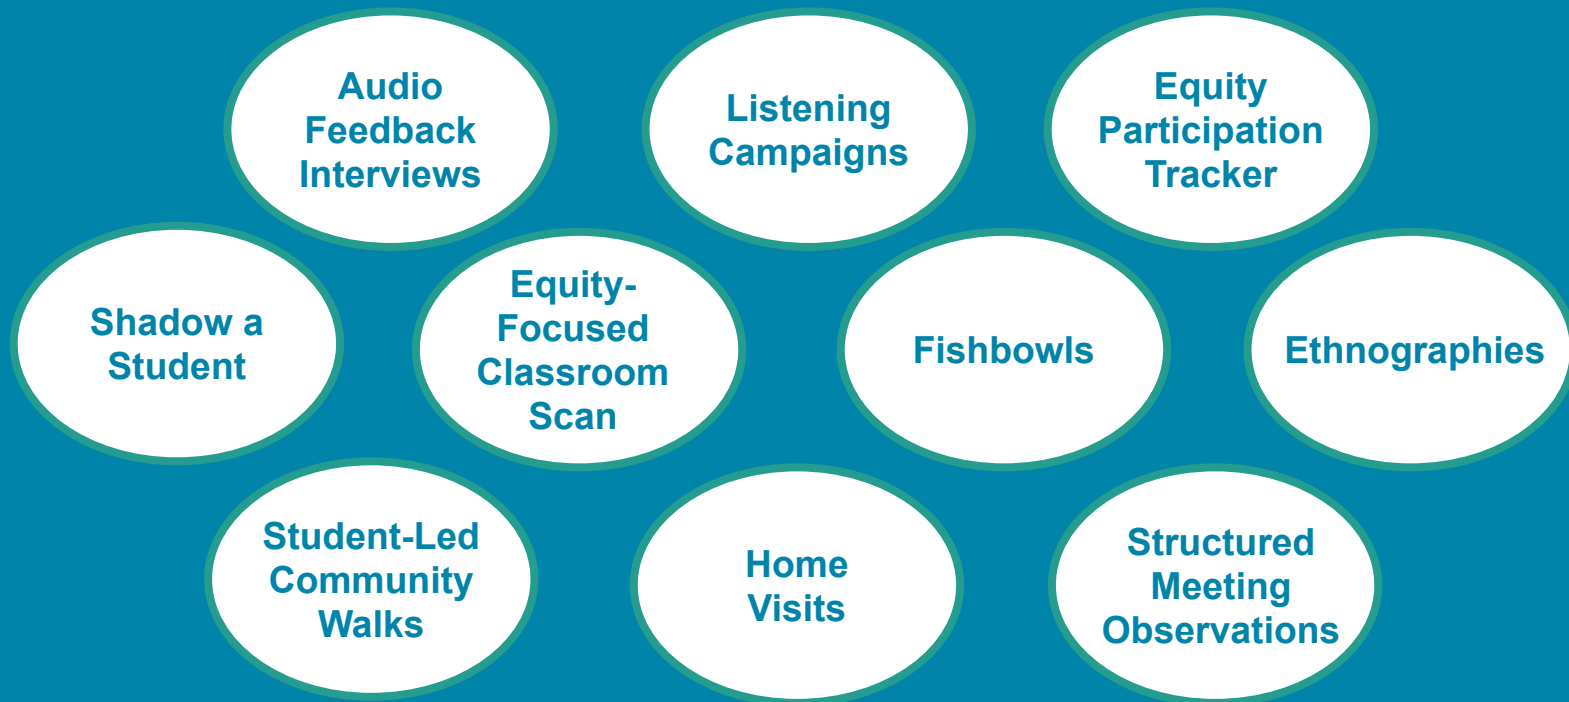 Audio
Feedback
Interviews
Listening
Campaigns
Equity
Participation
Tracker
Shadow a
Student
Equity-
Focused
Classroom
Scan
Fishbowls
Ethnographies
Student-Led
Community
Walks
Home
Visits
Structured
Meeting
Observations